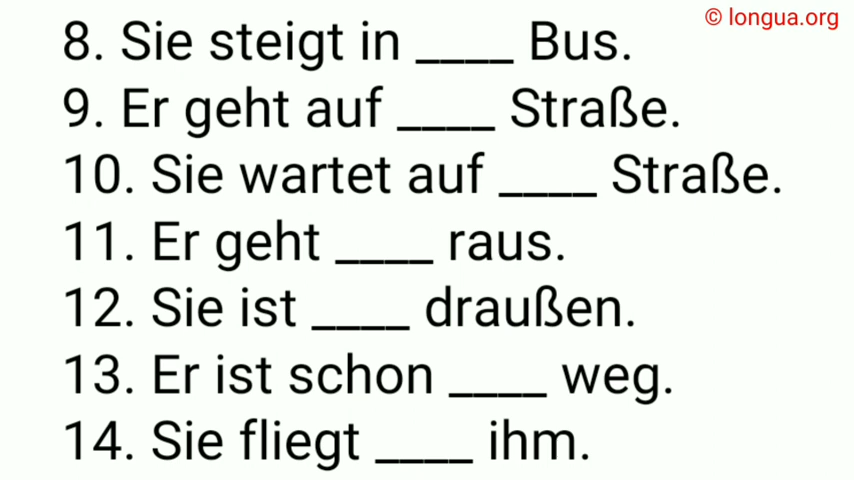 © longua.org
8. Sie steigt in ____ Bus.
9. Er geht auf ____ Straße.
10. Sie wartet auf ____ Straße.
11. Er geht ____ raus.
12. Sie ist ____ draußen.
13. Er ist schon ____ weg.
14. Sie fliegt ____ ihm.